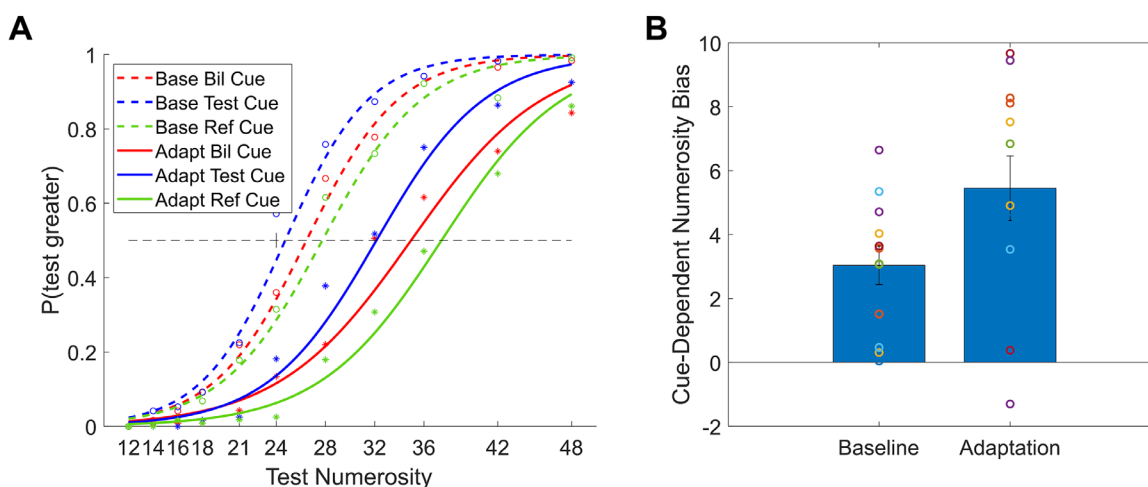 A
P(test greater)
1
0.8
0.6
0.4
0.2
0
Base Bil Cue
Base Test Cue
Base Ref Cue
Adapt Bil Cue
Adapt Test Cue
Adapt Ref Cue
12 14 16 18 21 24 28 32 36 42 48
Test Numerosity
B
Cue-Dependent Numerosity Bias
10
8
6
4
2
0
-2
Baseline Adaptation